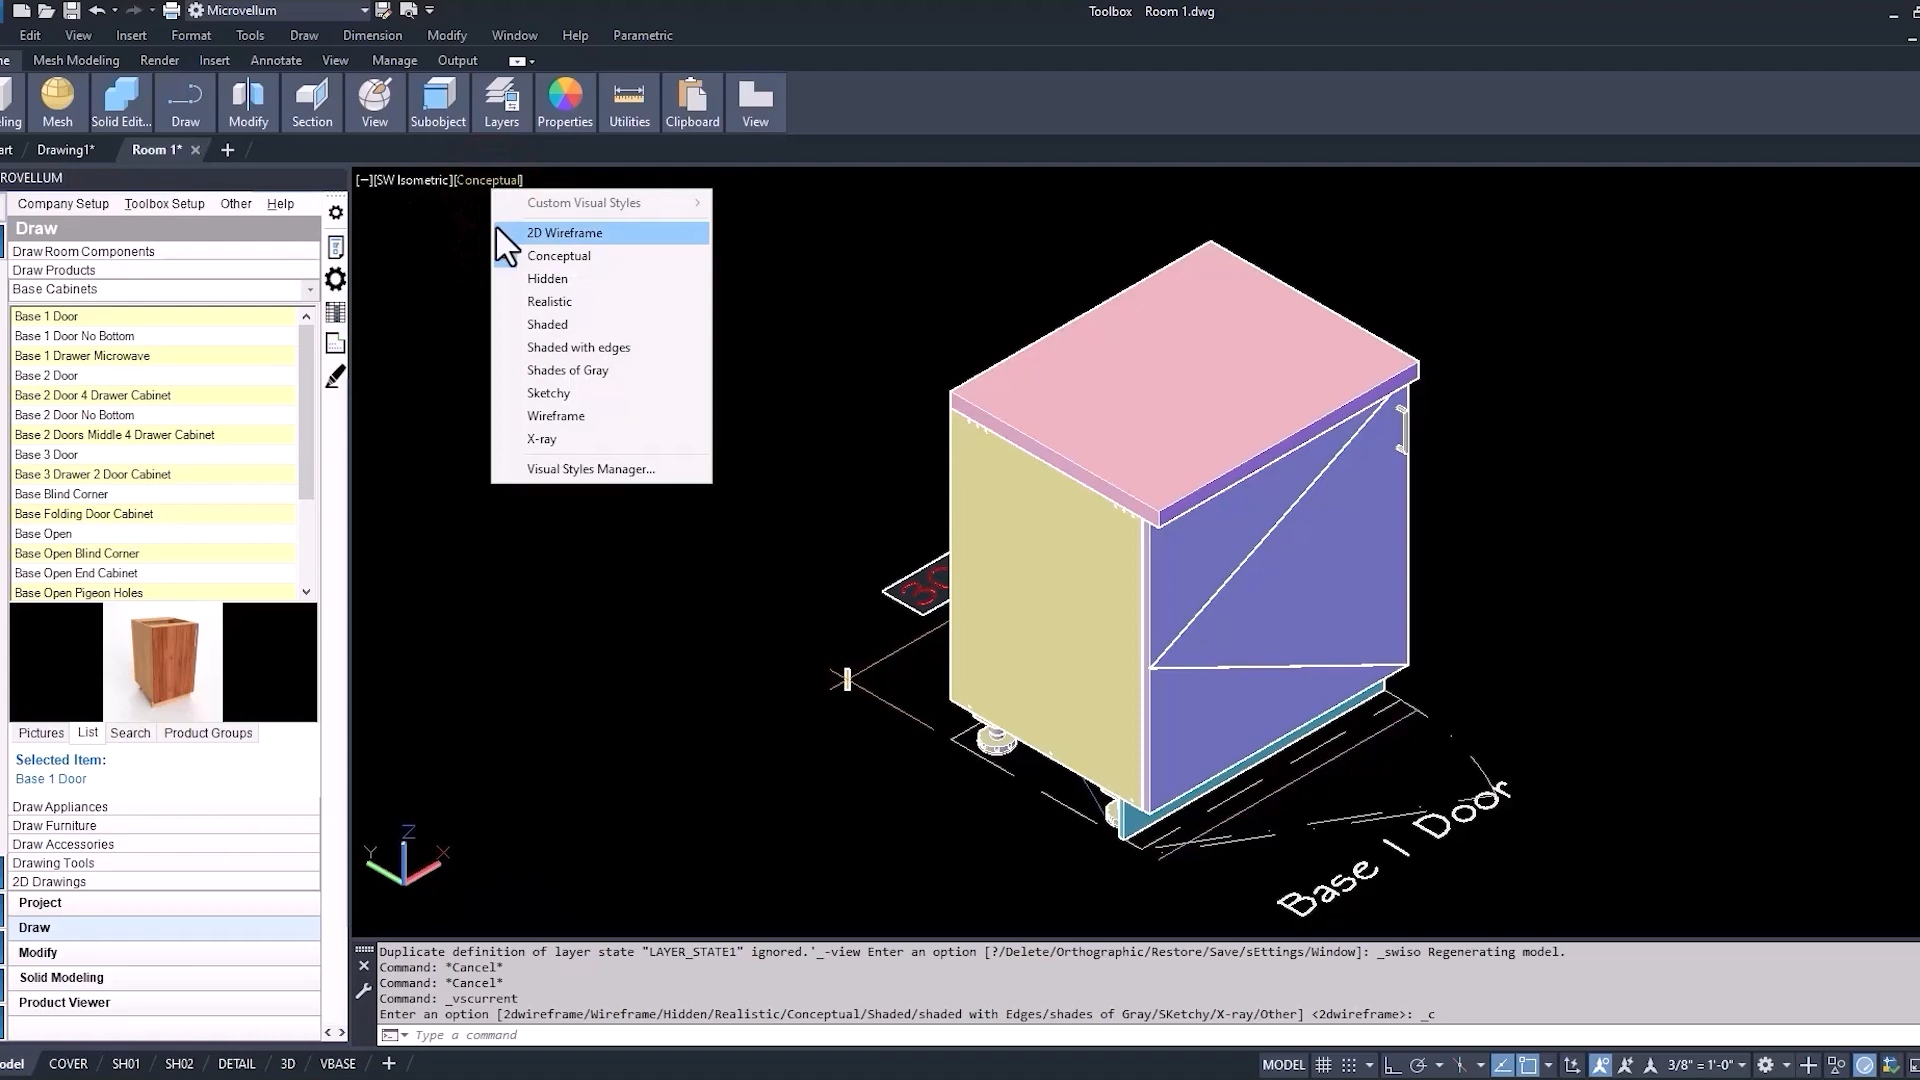 Microvellum
Toolbox Room 1.dwg
Edit View Insert Format Tools Draw Dimension Modify Window Help Parametric
Mesh Modeling Render Insert Annotate View Manage Output
Mesh Solid Edit... Draw Modify Section View Subobject Layers Properties Utilities Clipboard View
Drawing1* Room 1*
ROVELLUM
[−][SW Isometric][Conceptual]
Company Setup Toolbox Setup Other Help
Draw
Draw Room Components
Draw Products
Base Cabinets
Base 1 Door
Base 1 Door No Bottom
Base 1 Drawer Microwave
Base 2 Door
Base 2 Door 4 Drawer Cabinet
Base 2 Door No Bottom
Base 2 Doors Middle 4 Drawer Cabinet
Base 3 Door
Base 3 Drawer 2 Door Cabinet
Base Blind Corner
Base Folding Door Cabinet
Base Open
Base Open Blind Corner
Base Open End Cabinet
Base Open Pigeon Holes
Pictures List Search Product Groups
Selected Item:
Base 1 Door
Draw Appliances
Draw Furniture
Draw Accessories
Drawing Tools
2D Drawings
Project
Draw
Modify
Solid Modeling
Product Viewer
Custom Visual Styles
2D Wireframe
Conceptual
Hidden
Realistic
Shaded
Shaded with edges
Shades of Gray
Sketchy
Wireframe
X-ray
Visual Styles Manager...
30
Base 1 Door
Z
Y X
Duplicate definition of layer state "LAYER_STATE1" ignored.'_-view Enter an option [?/Delete/Orthographic/Restore/Save/sEttings/Window]: _swiso Regenerating model.
Command: *Cancel*
Command: *Cancel*
Command: _vscurrent
Enter an option [2dwireframe/Wireframe/Hidden/Realistic/Conceptual/Shaded/shaded with Edges/shades of Gray/SKetchy/X-ray/Other] <2dwireframe>: _c
Type a command
odel COVER SH01 SH02 DETAIL 3D VBASE
MODEL 3/8" = 1'-0"